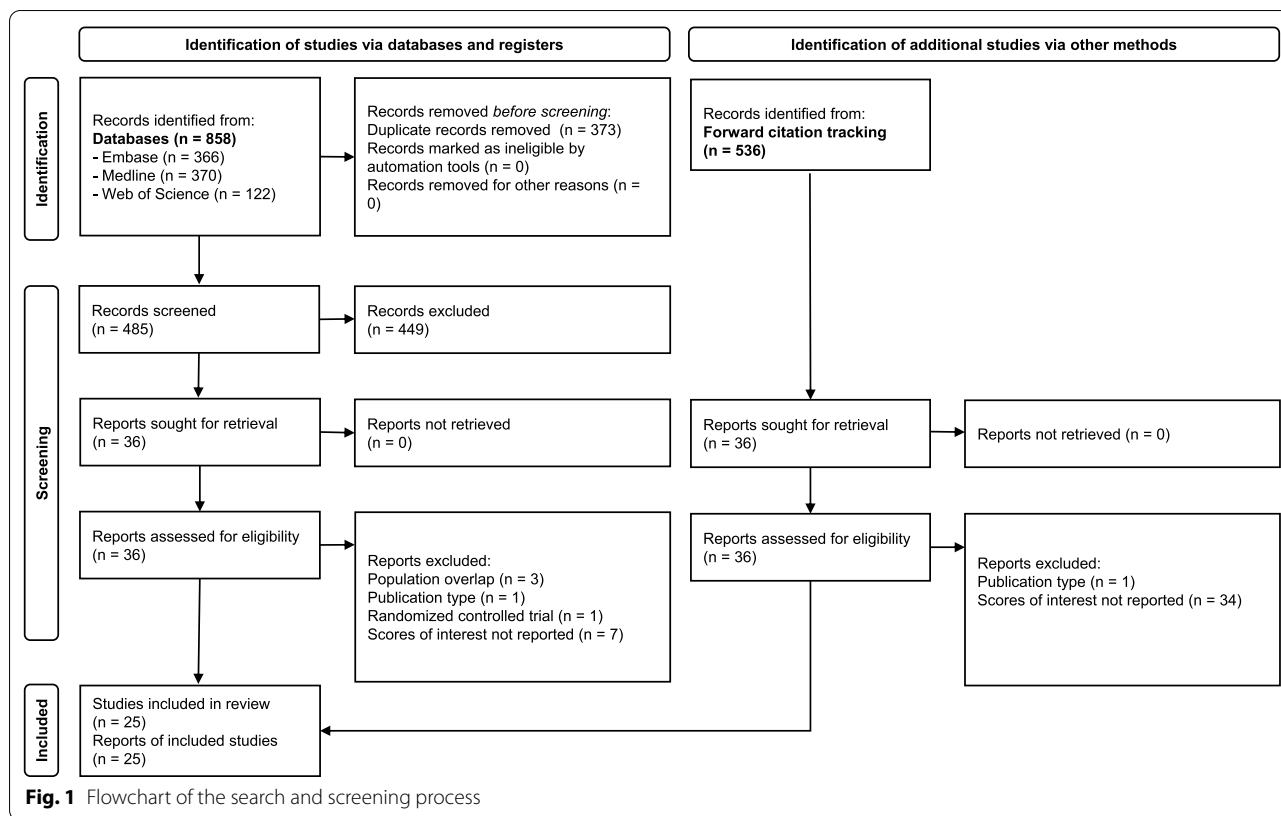 Identification of studies via databases and registers
Identification of additional studies via other methods
Identification
Records identified from:
Databases (n = 858)
- Embase (n = 366)
- Medline (n = 370)
- Web of Science (n = 122)
Records removed before screening:
Duplicate records removed (n = 373)
Records marked as ineligible by
automation tools (n = 0)
Records removed for other reasons (n =
0)
Records identified from:
Forward citation tracking
(n = 536)
Screening
Records screened
(n = 485)
Records excluded
(n = 449)
Reports sought for retrieval
(n = 36)
Reports not retrieved
(n = 0)
Reports sought for retrieval
(n = 36)
Reports not retrieved (n = 0)
Reports assessed for eligibility
(n = 36)
Reports excluded:
Population overlap (n = 3)
Publication type (n = 1)
Randomized controlled trial (n = 1)
Scores of interest not reported (n = 7)
Reports assessed for eligibility
(n = 36)
Reports excluded:
Publication type (n = 1)
Scores of interest not reported (n = 34)
Included
Studies included in review
(n = 25)
Reports of included studies
(n = 25)
Fig. 1 Flowchart of the search and screening process